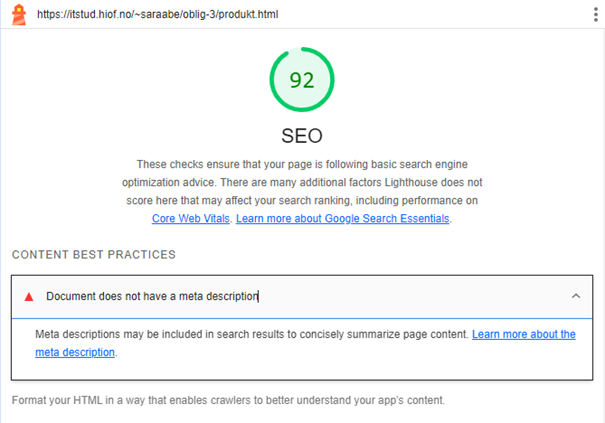 https://itstud.hiof.no/~saraabe/oblig-3/produkt.html
92
SEO
These checks ensure that your page is following basic search engine
optimization advice. There are many additional factors Lighthouse does not
score here that may affect your search ranking, including performance on
Core Web Vitals. Learn more about Google Search Essentials.
CONTENT BEST PRACTICES
Document does not have a meta description
Meta descriptions may be included in search results to concisely summarize page content. Learn more about the
meta description.
Format your HTML in a way that enables crawlers to better understand your app's content.